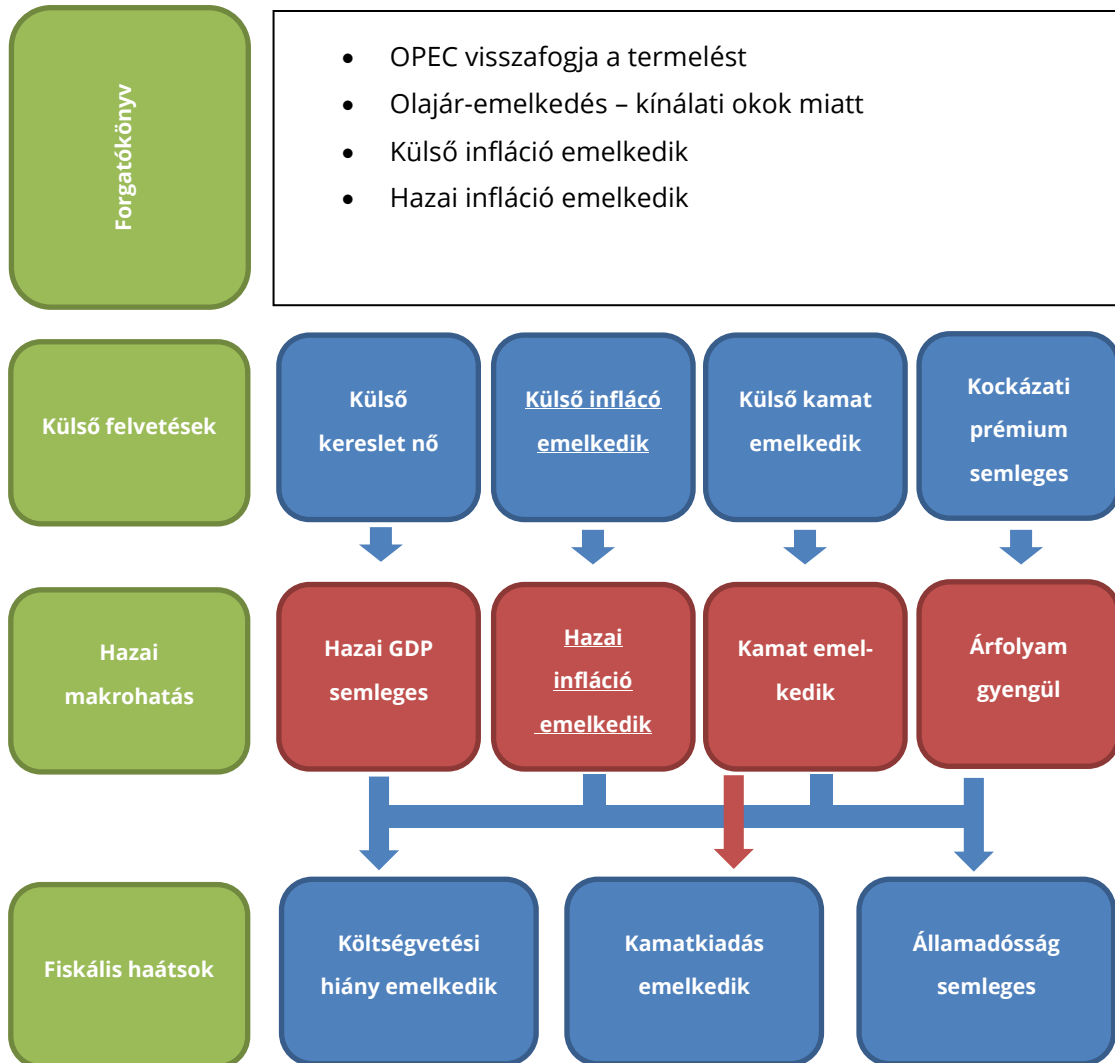 Forgatókönyv
• OPEC visszafogja a termelést
• Olajár-emelkedés – kínálati okok miatt
• Külső infláció emelkedik
• Hazai infláció emelkedik
Külső felvetések
Külső
kereslet nő
Külső inflácó
emelkedik
Külső kamat
emelkedik
Kockázati
prémium
semleges
Hazai
makrohatás
Hazai GDP
semleges
Hazai
infláció
emelkedik
Kamat emel-
kedik
Árfolyam
gyengül
Fiskális haátsok
Költségvetési
hiány emelkedik
Kamatkiadás
emelkedik
Államadósság
semleges